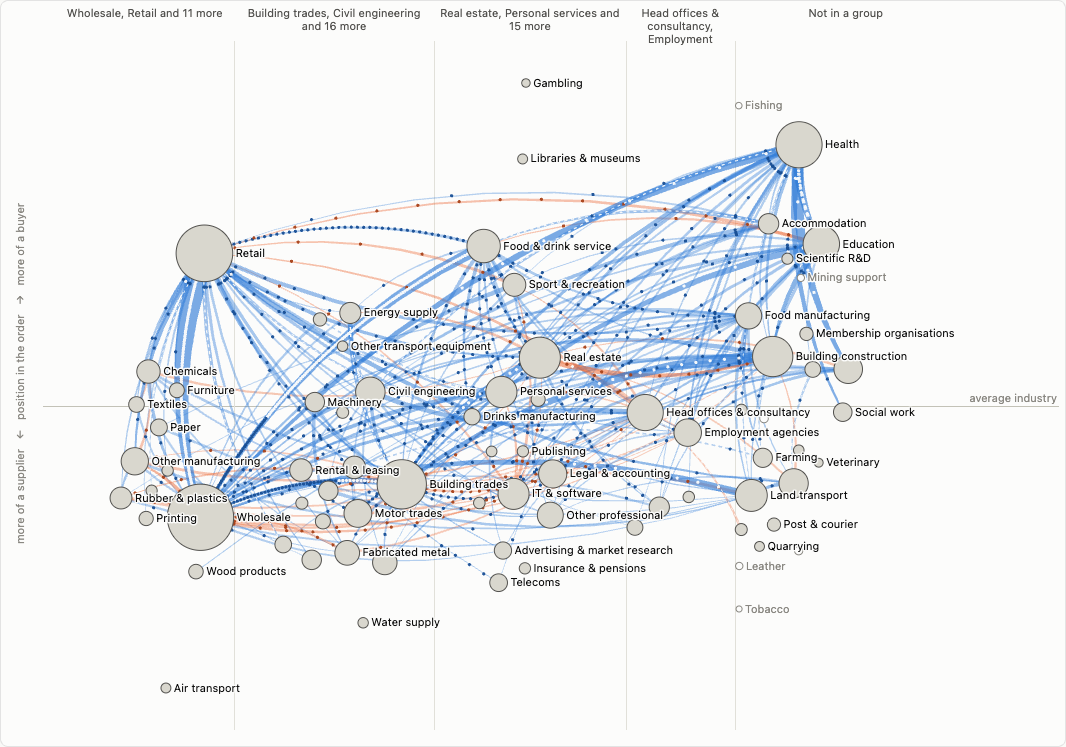 Wholesale, Retail and 11 more
Building trades, Civil engineering
and 16 more
Real estate, Personal services and
15 more
Head offices &
consultancy,
Employment
Not in a group
more of a supplier ← position in the order → more of a buyer
Gambling
Fishing
Health
Libraries & museums
Accommodation
Education
Food & drink service
Retail
Scientific R&D
Mining support
Sport & recreation
Energy supply
Food manufacturing
Membership organisations
Other transport equipment
Real estate
Building construction
Chemicals
Furniture
Civil engineering
Personal services
average industry
Textiles
Machinery
Drinks manufacturing
Head offices & consultancy
Social work
Paper
Employment agencies
Publishing
Other manufacturing
Farming
Veterinary
Rental & leasing
Legal & accounting
Building trades
IT & software
Rubber & plastics
Land transport
Printing
Wholesale
Motor trades
Other professional
Post & courier
Fabricated metal
Advertising & market research
Quarrying
Wood products
Insurance & pensions
Leather
Telecoms
Tobacco
Water supply
Air transport